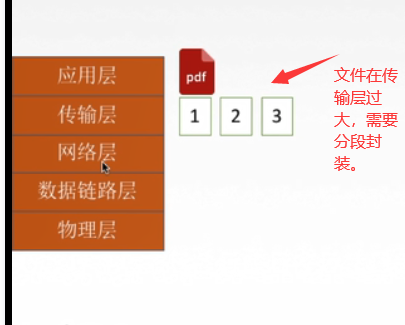 应用层
pdf
传输层
1 2 3
网络层
数据链路层
物理层
文件在传
输层过
大，需要
分段封
装。